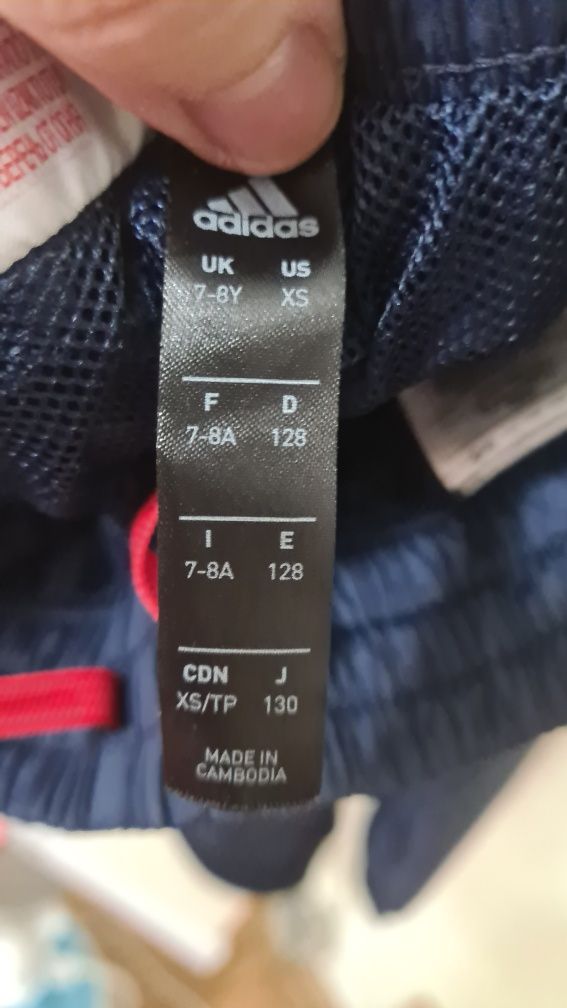 adidas
UK US
7-8Y XS
F D
7-8A 128
I E
7-8A 128
CDN J
XS/TP 130
MADE IN
CAMBODIA